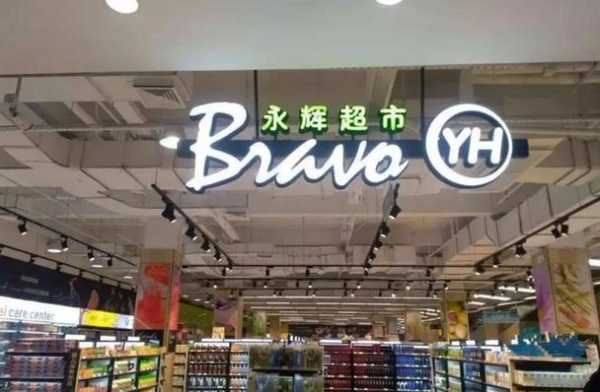 永辉超市
Bravo YH
al care center